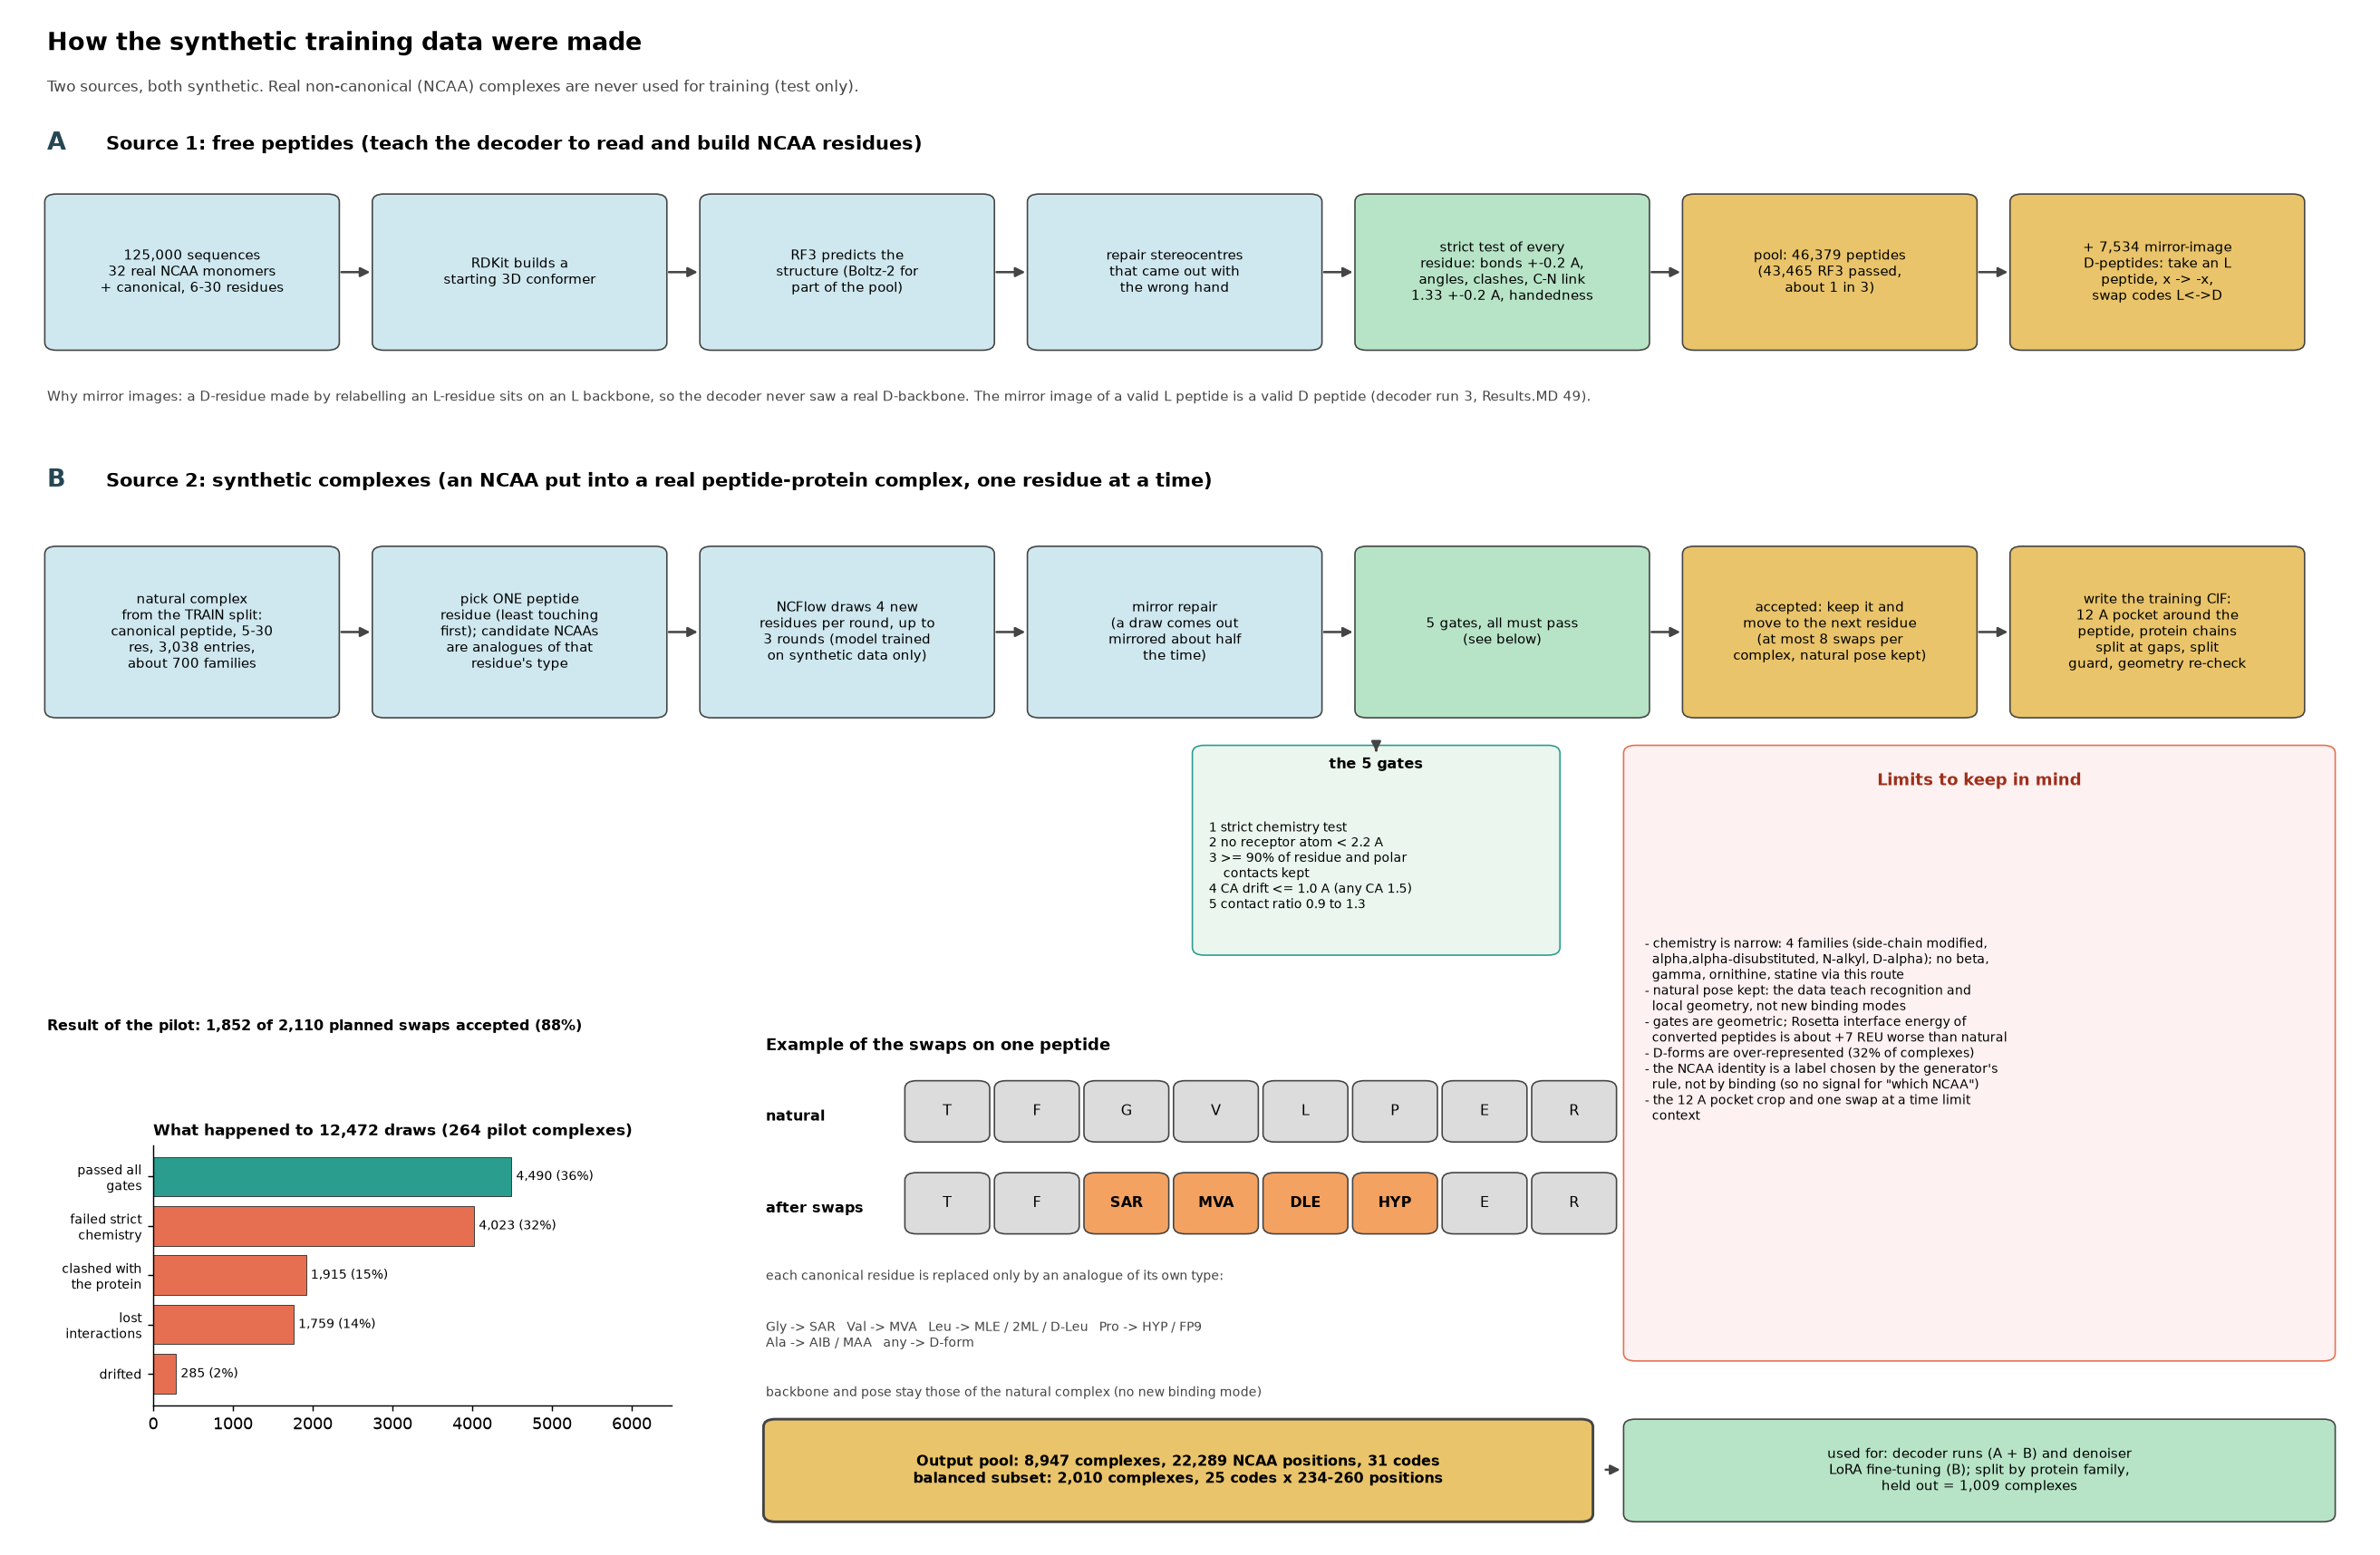 How the synthetic training data were made
Two sources, both synthetic. Real non-canonical (NCAA) complexes are never used for training (test only).
A
Source 1: free peptides (teach the decoder to read and build NCAA residues)
125,000 sequences
32 real NCAA monomers
+ canonical, 6-30 residues
RDKit builds a
starting 3D conformer
RF3 predicts the
structure (Boltz-2 for
part of the pool)
repair stereocentres
that came out with
the wrong hand
strict test of every
residue: bonds +-0.2 A,
angles, clashes, C-N link
1.33 +-0.2 A, handedness
pool: 46,379 peptides
(43,465 RF3 passed,
about 1 in 3)
+ 7,534 mirror-image
D-peptides: take an L
peptide, x -> -x,
swap codes L<->D
Why mirror images: a D-residue made by relabelling an L-residue sits on an L backbone, so the decoder never saw a real D-backbone. The mirror image of a valid L peptide is a valid D peptide (decoder run 3, Results.MD 49).
B
Source 2: synthetic complexes (an NCAA put into a real peptide-protein complex, one residue at a time)
natural complex
from the TRAIN split:
canonical peptide, 5-30
res, 3,038 entries,
about 700 families
pick ONE peptide
residue (least touching
first); candidate NCAAs
are analogues of that
residue's type
NCFlow draws 4 new
residues per round, up to
3 rounds (model trained
on synthetic data only)
mirror repair
(a draw comes out
mirrored about half
the time)
5 gates, all must pass
(see below)
accepted: keep it and
move to the next residue
(at most 8 swaps per
complex, natural pose kept)
write the training CIF:
12 A pocket around the
peptide, protein chains
split at gaps, split
guard, geometry re-check
the 5 gates
1 strict chemistry test
2 no receptor atom < 2.2 A
3 >= 90% of residue and polar
contacts kept
4 CA drift <= 1.0 A (any CA 1.5)
5 contact ratio 0.9 to 1.3
Limits to keep in mind
- chemistry is narrow: 4 families (side-chain modified,
alpha,alpha-disubstituted, N-alkyl, D-alpha); no beta,
gamma, ornithine, statine via this route
- natural pose kept: the data teach recognition and
local geometry, not new binding modes
- gates are geometric; Rosetta interface energy of
converted peptides is about +7 REU worse than natural
- D-forms are over-represented (32% of complexes)
- the NCAA identity is a label chosen by the generator's
rule, not by binding (so no signal for "which NCAA")
- the 12 A pocket crop and one swap at a time limit
context
Result of the pilot: 1,852 of 2,110 planned swaps accepted (88%)
What happened to 12,472 draws (264 pilot complexes)
passed all
gates
4,490 (36%)
failed strict
chemistry
4,023 (32%)
clashed with
the protein
1,915 (15%)
lost
interactions
1,759 (14%)
drifted
285 (2%)
0 1000 2000 3000 4000 5000 6000
Example of the swaps on one peptide
natural T F G V L P E R
after swaps T F SAR MVA DLE HYP E R
each canonical residue is replaced only by an analogue of its own type:
Gly -> SAR Val -> MVA Leu -> MLE / 2ML / D-Leu Pro -> HYP / FP9
Ala -> AIB / MAA any -> D-form
backbone and pose stay those of the natural complex (no new binding mode)
Output pool: 8,947 complexes, 22,289 NCAA positions, 31 codes
balanced subset: 2,010 complexes, 25 codes x 234-260 positions
used for: decoder runs (A + B) and denoiser
LoRA fine-tuning (B); split by protein family,
held out = 1,009 complexes